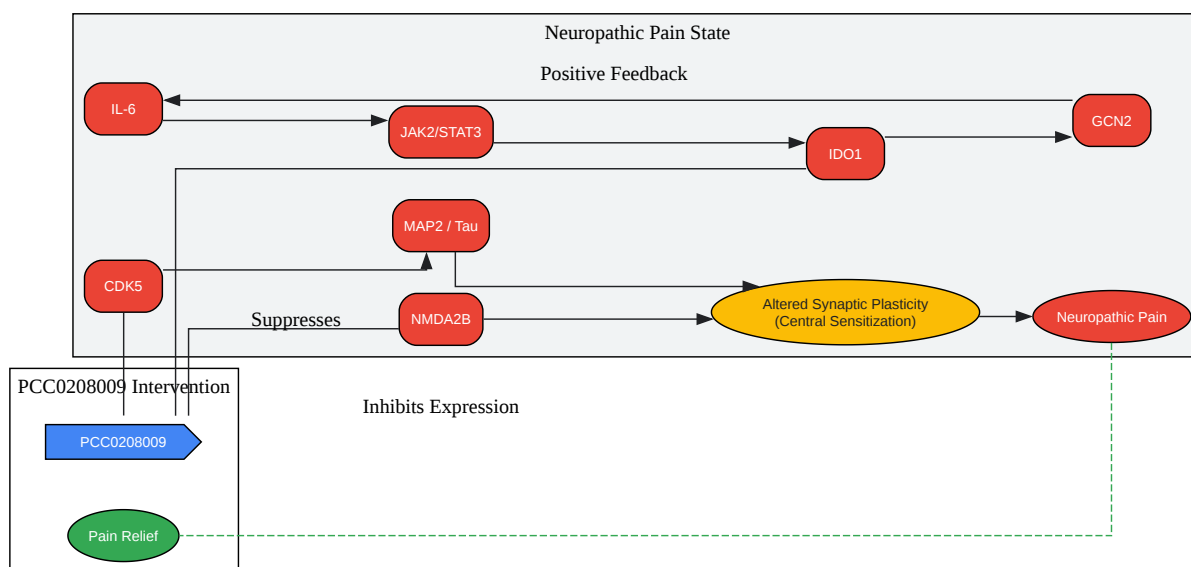 Neuropathic Pain State
Positive Feedback
IL-6
JAK2/STAT3
GCN2
IDO1
MAP2 / Tau
CDK5
Suppresses
NMDA2B
Altered Synaptic Plasticity
(Central Sensitization)
Neuropathic Pain
PCC0208009 Intervention
Inhibits Expression
PCC0208009
Pain Relief